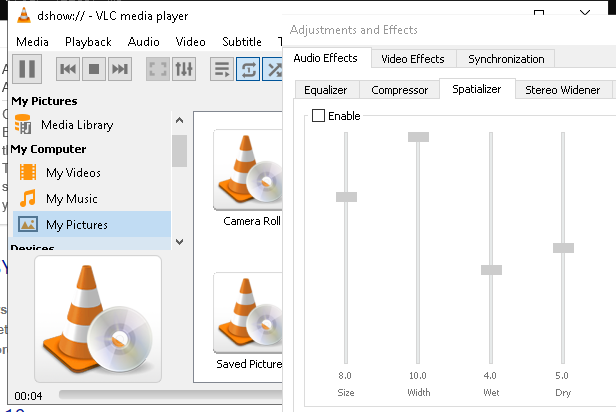 dshow:// - VLC media player
Media Playback Audio Video Subtitle T
My Pictures
Media Library
My Computer
My Videos
My Music
My Pictures
Devices
Camera Roll
Saved Picture
00:04
Adjustments and Effects
Audio Effects Video Effects Synchronization
Equalizer Compressor Spatializer Stereo Widener
Enable
8.0 10.0 4.0 5.0
Size Width Wet Dry